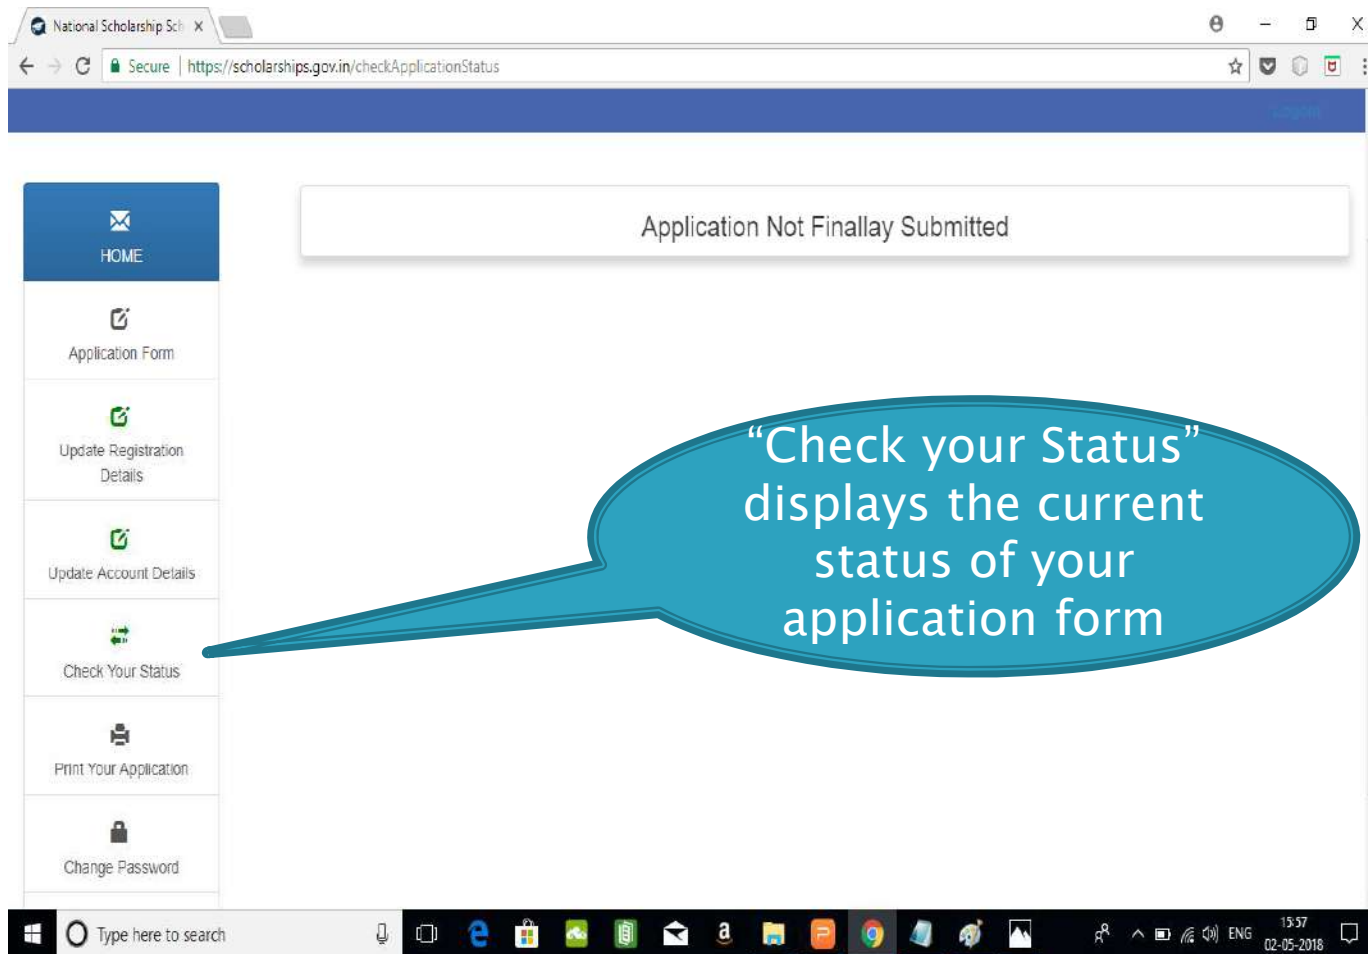 National Scholarship Sch
Secure | https://scholarships.gov.in/checkApplicationStatus
Logout
HOME
Application Form
Update Registration
Details
Update Account Details
Check Your Status
Print Your Application
Change Password
Application Not Finallay Submitted
“Check your Status”
displays the current
status of your
application form
Type here to search
ENG
15:57
02-05-2018